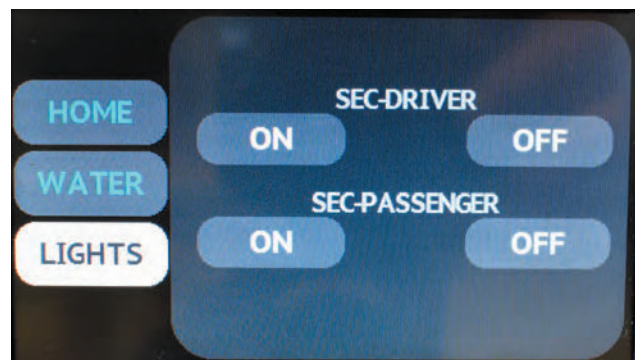 HOME
WATER
LIGHTS
SEC-DRIVER
ON OFF
SEC-PASSENGER
ON OFF